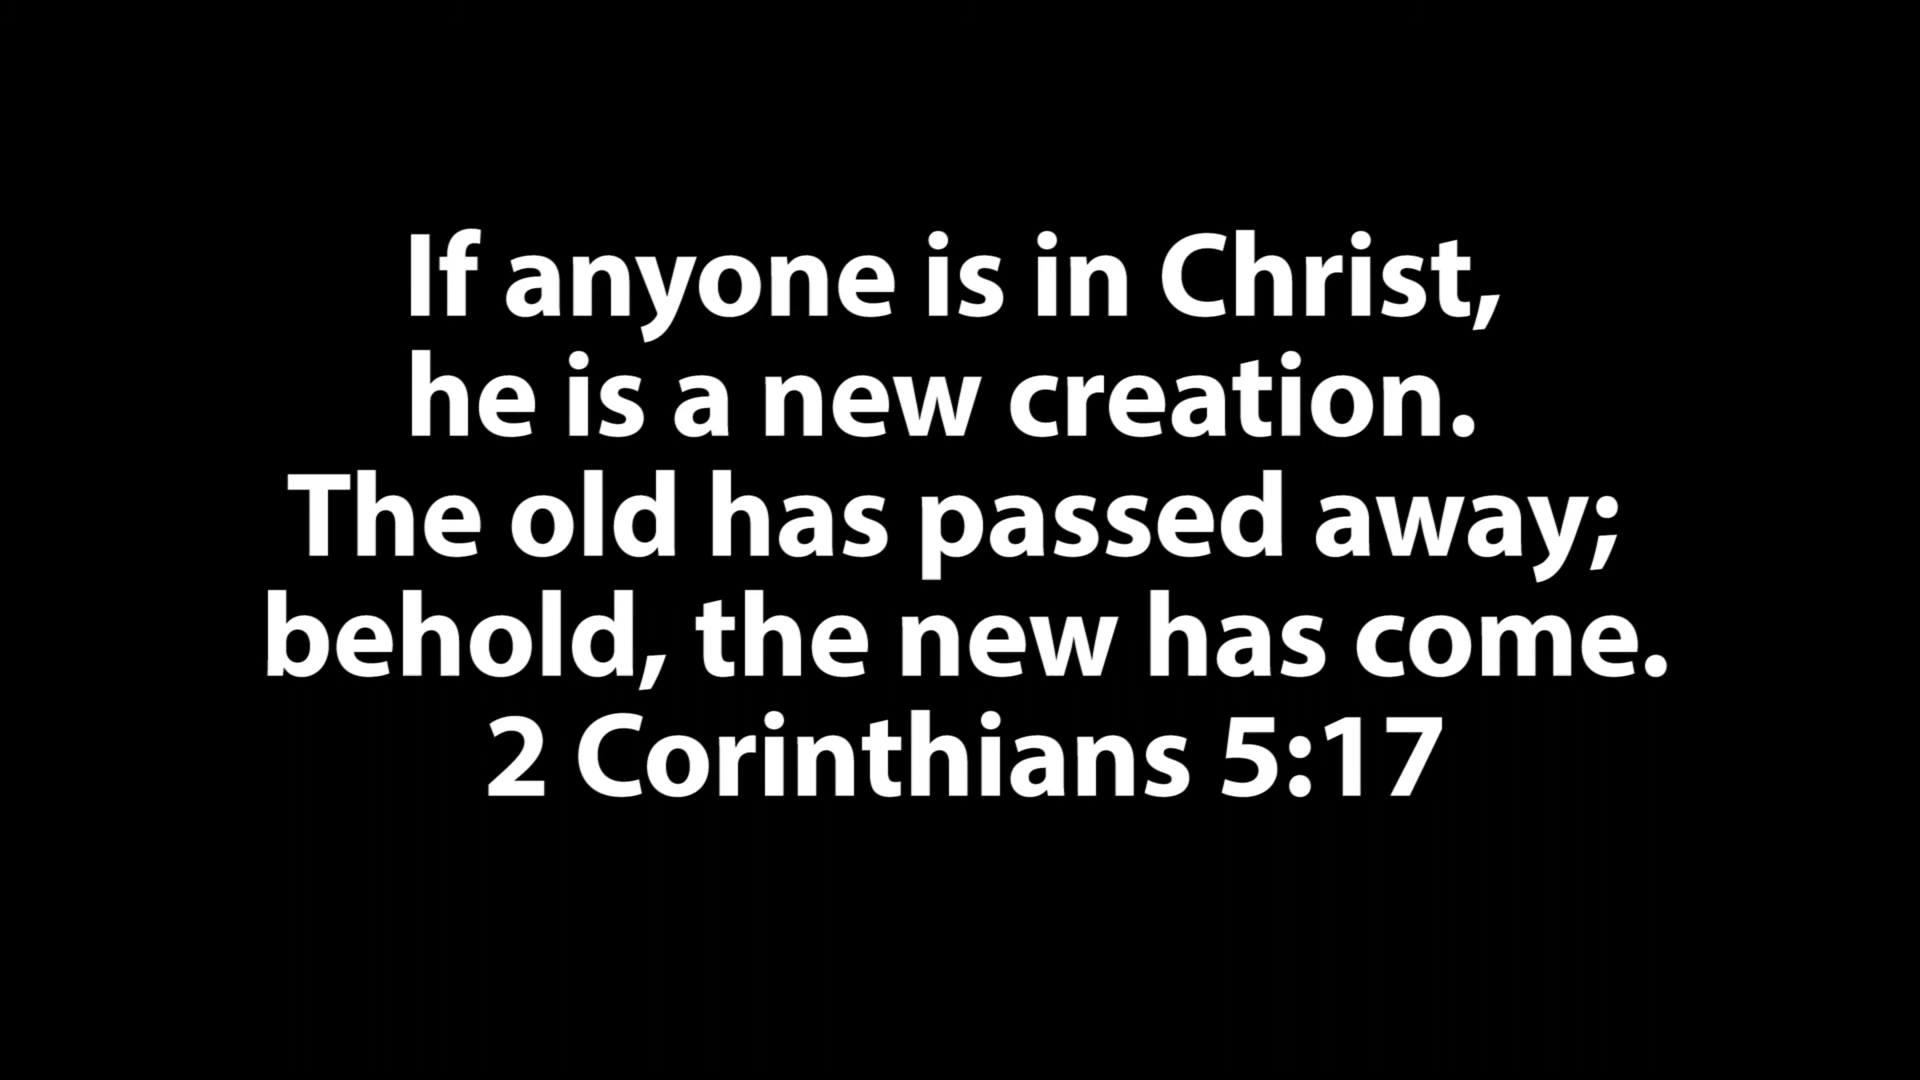 If anyone is in Christ,
he is a new creation.
The old has passed away;
behold, the new has come.
2 Corinthians 5:17